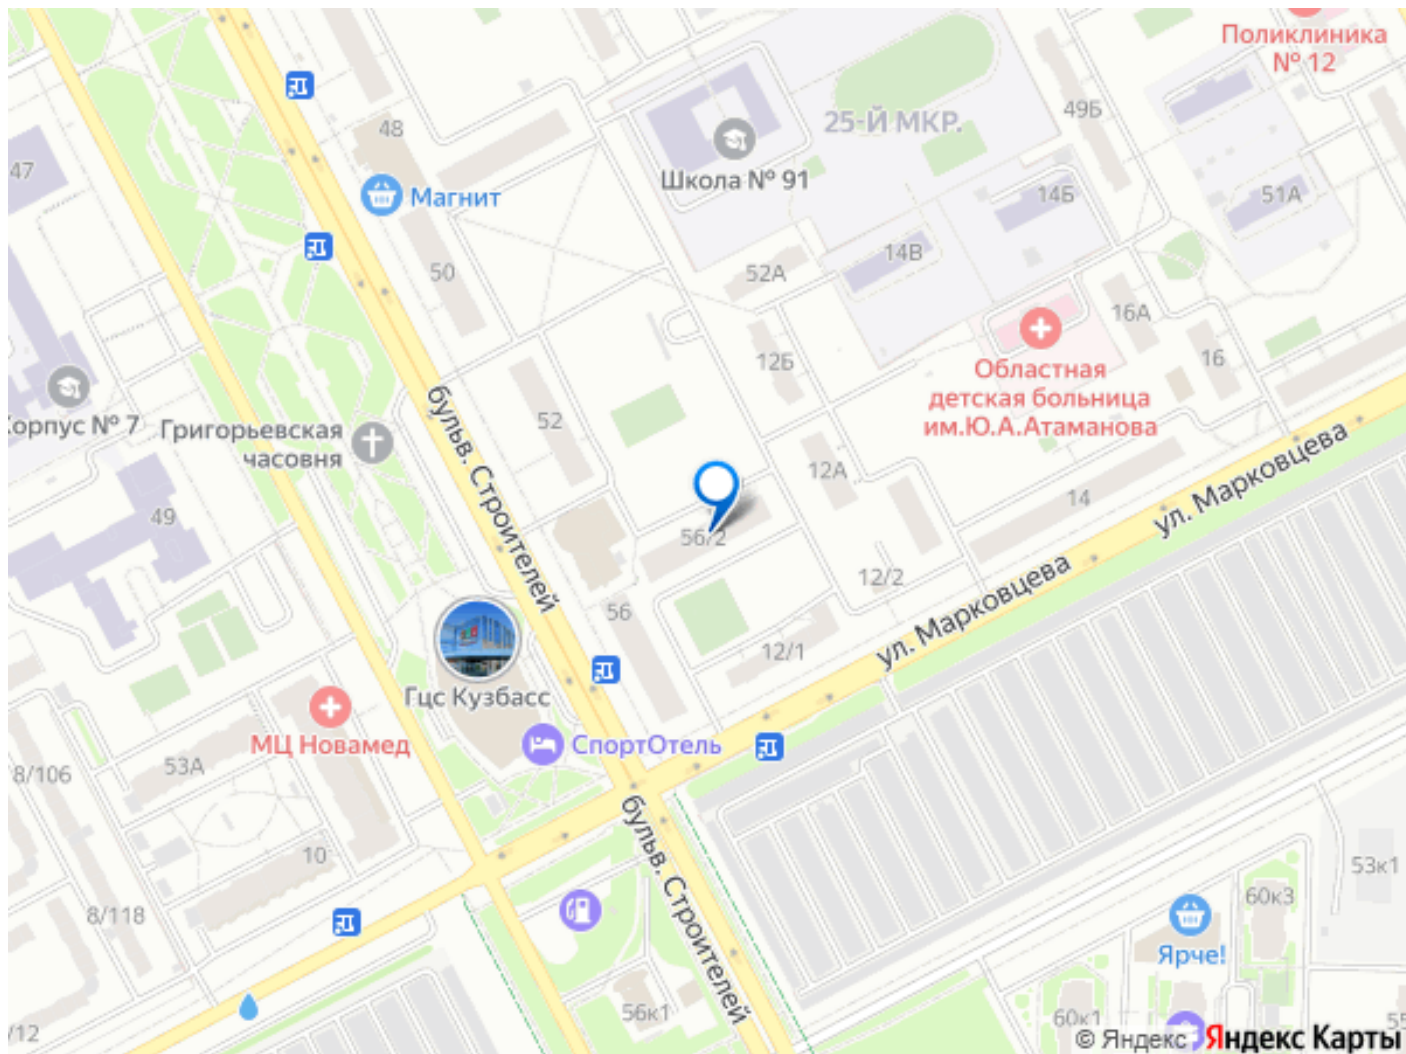 Поликлиника
№ 12
48
49Б
25-Й МКР.
47
Школа № 91
Магнит
14Б
51А
14В
50
52А
16А
12Б
16
Областная
детская больница
им.Ю.А.Атаманова
бульв. Строителей
52
орпус № 7
Григорьевская
часовня
ул. Марковцева
12А
14
49
56/2
12/2
ул. Марковцева
56
12/1
Гцс Кузбасс
МЦ Новамед
СпортОтель
8/106
53А
бульв. Строителей
10
53к1
60к3
8/118
Ярче!
56к1
60к1
55
/12
© Яндекс Яндекс Карты